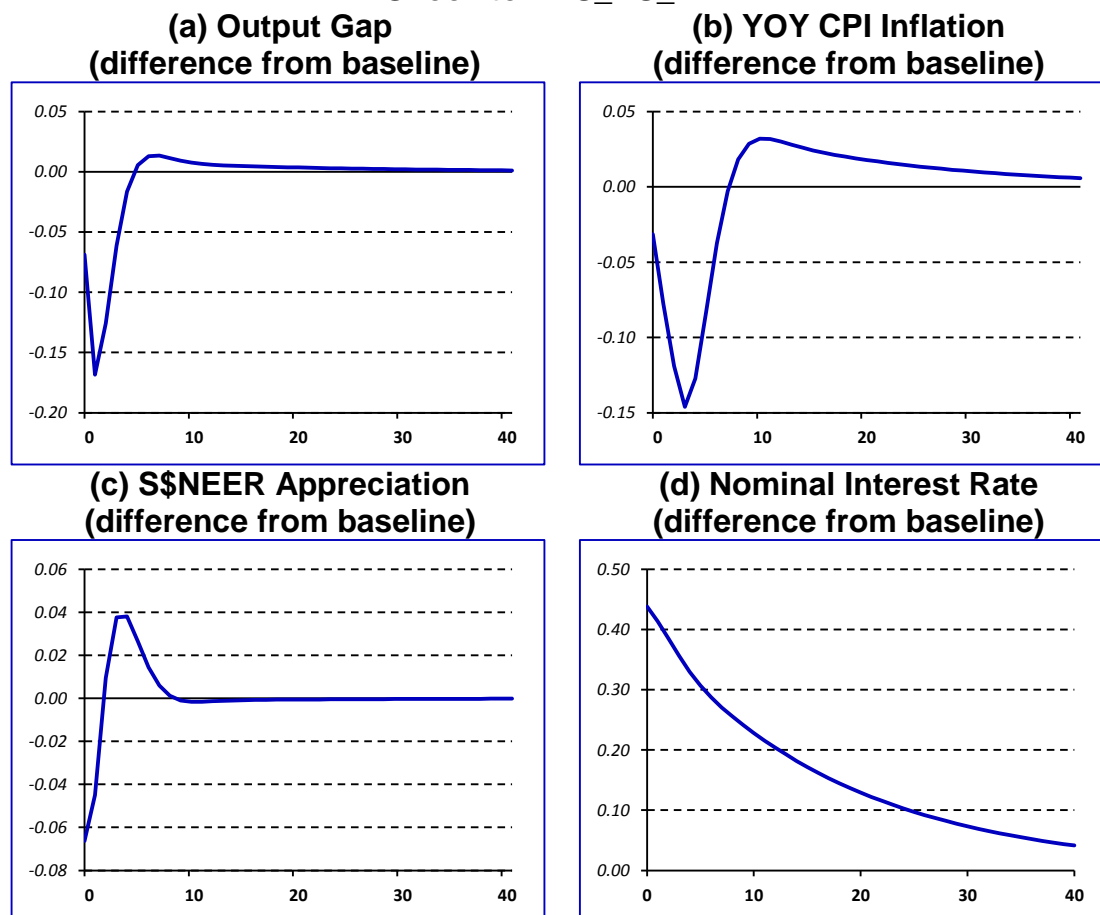 (a) Output Gap
(difference from baseline)
0.05
0.00
-0.05
-0.10
-0.15
-0.20
0 10 20 30 40
(b) YOY CPI Inflation
(difference from baseline)
0.05
0.00
-0.05
-0.10
-0.15
0 10 20 30 40
(c) S$NEER Appreciation
(difference from baseline)
0.06
0.04
0.02
0.00
-0.02
-0.04
-0.06
-0.08
0 10 20 30 40
(d) Nominal Interest Rate
(difference from baseline)
0.50
0.40
0.30
0.20
0.10
0.00
0 10 20 30 40